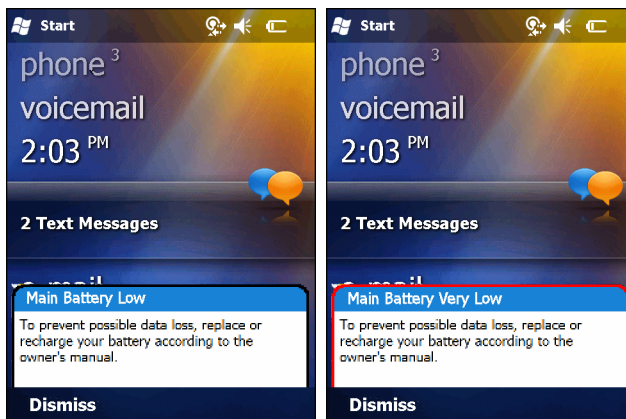 Start
phone 3
voicemail
2:03 PM
2 Text Messages
Main Battery Low
To prevent possible data loss, replace or
recharge your battery according to the
owner's manual.
Dismiss
Start
phone 3
voicemail
2:03 PM
2 Text Messages
Main Battery Very Low
To prevent possible data loss, replace or
recharge your battery according to the
owner's manual.
Dismiss